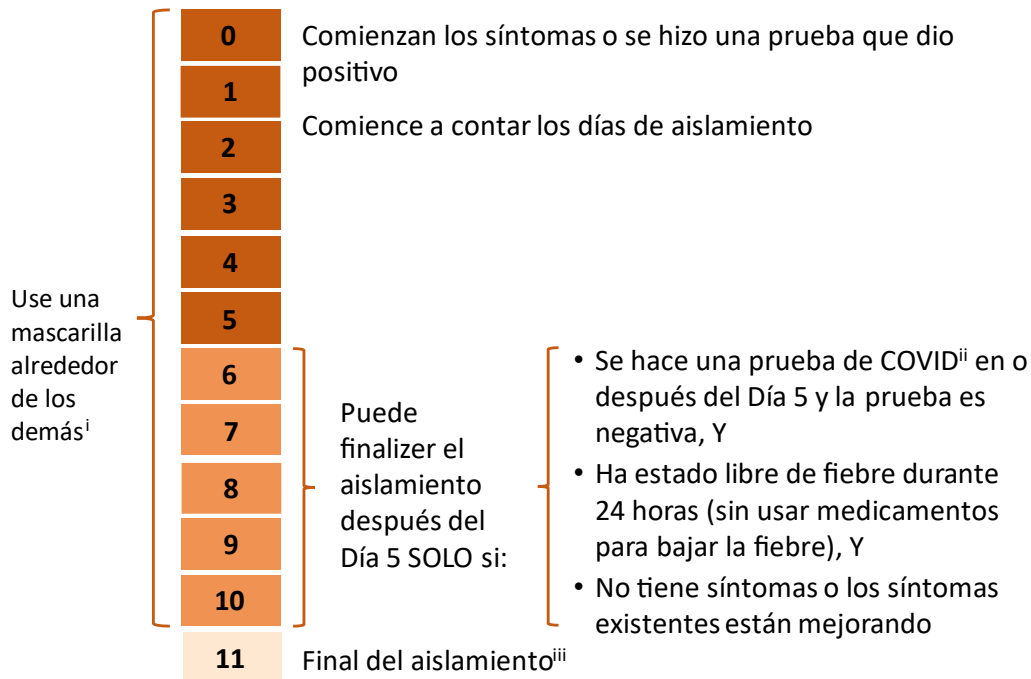 0
Comienzan los síntomas o se hizo una prueba que dio
positivo
1
Comience a contar los días de aislamiento
2
3
4
5
Use una
mascarilla
alrededor
de los
demásⁱ
6
7
8
9
10
Puede
finalizer el
aislamiento
después del
Día 5 SOLO si:
• Se hace una prueba de COVIDⁱⁱ en o
después del Día 5 y la prueba es
negativa, Y
• Ha estado libre de fiebre durante
24 horas (sin usar medicamentos
para bajar la fiebre), Y
• No tiene síntomas o los síntomas
existentes están mejorando
11
Final del aislamientoⁱⁱⁱ